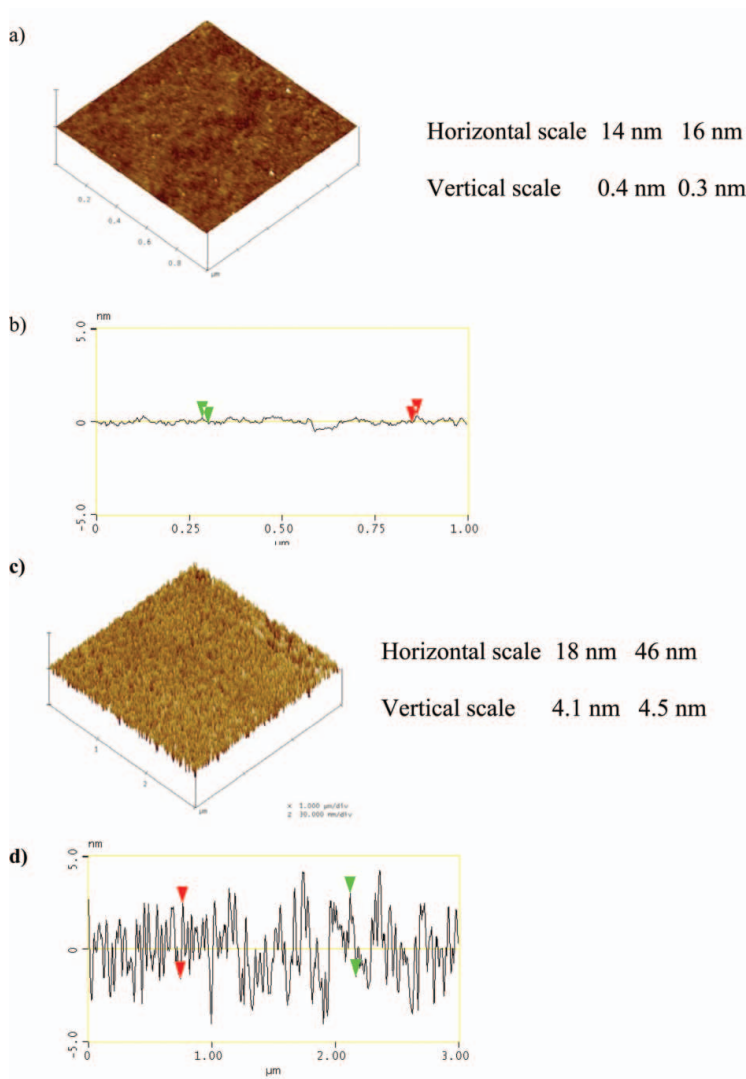 a)
Horizontal scale 14 nm 16 nm
Vertical scale 0.4 nm 0.3 nm
0.2
0.4
0.6
0.8
µm
b)
nm
5.0
0
-5.0
0 0.25 0.50 0.75 1.00
µm
c)
Horizontal scale 18 nm 46 nm
Vertical scale 4.1 nm 4.5 nm
1
2
µm
X 1.000 µm/div
Z 30.000 nm/div
d)
nm
5.0
0
-5.0
0 1.00 2.00 3.00
µm